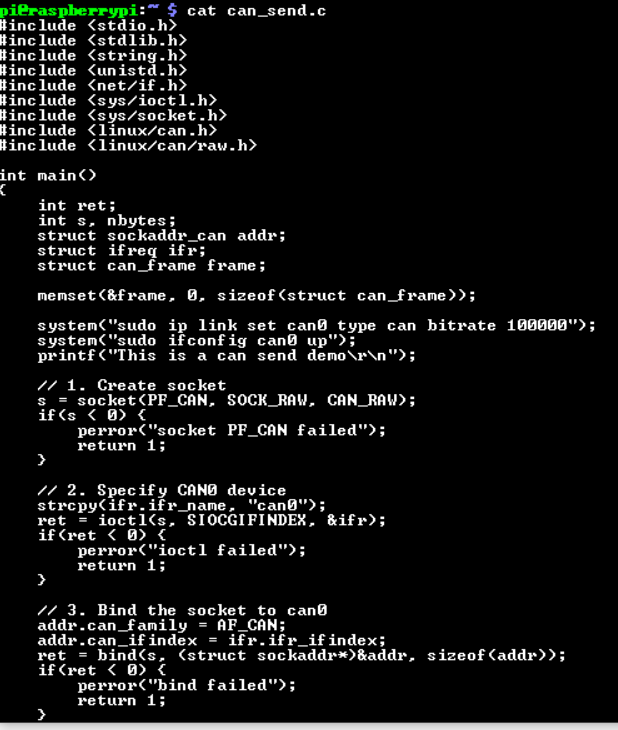 pi@raspberrypi:~ $ cat can_send.c
#include <stdio.h>
#include <stdlib.h>
#include <string.h>
#include <unistd.h>
#include <net/if.h>
#include <sys/ioctl.h>
#include <sys/socket.h>
#include <linux/can.h>
#include <linux/can/raw.h>

int main()
{
    int ret;
    int s, nbytes;
    struct sockaddr_can addr;
    struct ifreq ifr;
    struct can_frame frame;

    memset(&frame, 0, sizeof(struct can_frame));

    system("sudo ip link set can0 type can bitrate 100000");
    system("sudo ifconfig can0 up");
    printf("This is a can send demo\r\n");

    // 1. Create socket
    s = socket(PF_CAN, SOCK_RAW, CAN_RAW);
    if(s < 0) {
        perror("socket PF_CAN failed");
        return 1;
    }

    // 2. Specify CAN0 device
    strcpy(ifr.ifr_name, "can0");
    ret = ioctl(s, SIOCGIFINDEX, &ifr);
    if(ret < 0) {
        perror("ioctl failed");
        return 1;
    }

    // 3. Bind the socket to can0
    addr.can_family = AF_CAN;
    addr.can_ifindex = ifr.ifr_ifindex;
    ret = bind(s, (struct sockaddr*)&addr, sizeof(addr));
    if(ret < 0) {
        perror("bind failed");
        return 1;
    }